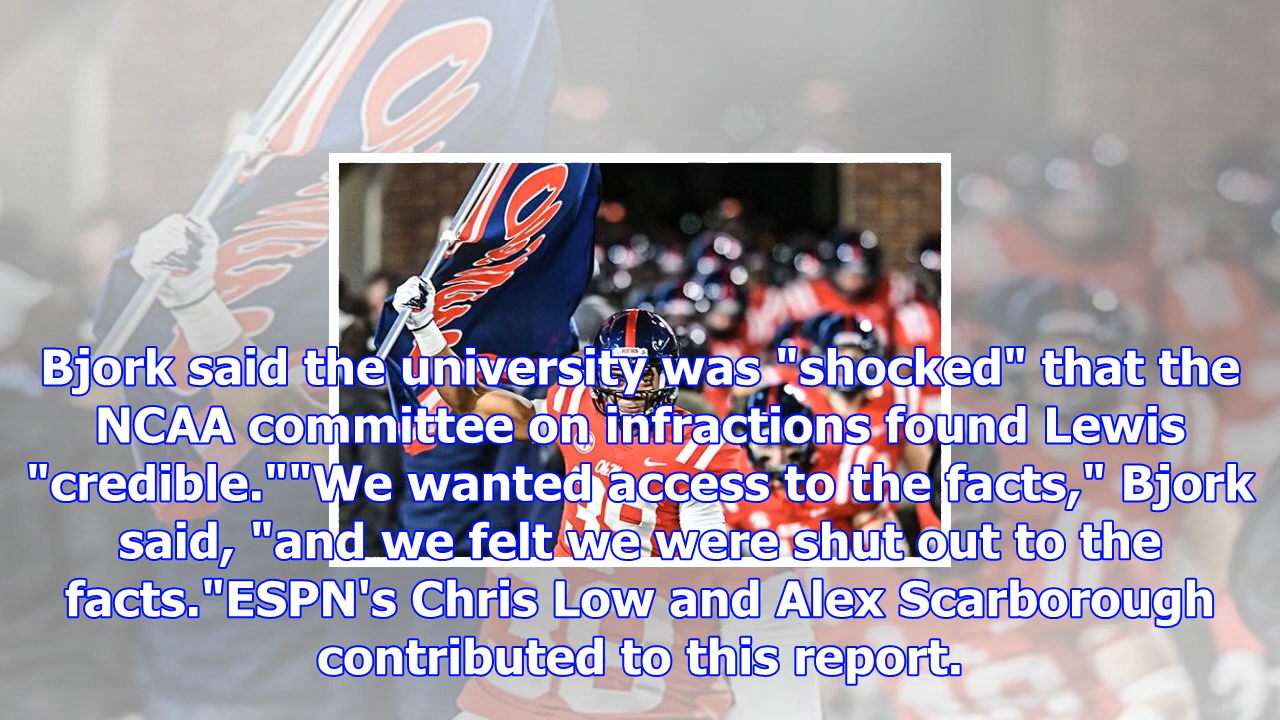 Bjork said the university was "shocked" that the
NCAA committee on infractions found Lewis
"credible.""We wanted access to the facts," Bjork
said, "and we felt we were shut out to the
facts."ESPN's Chris Low and Alex Scarborough
contributed to this report.